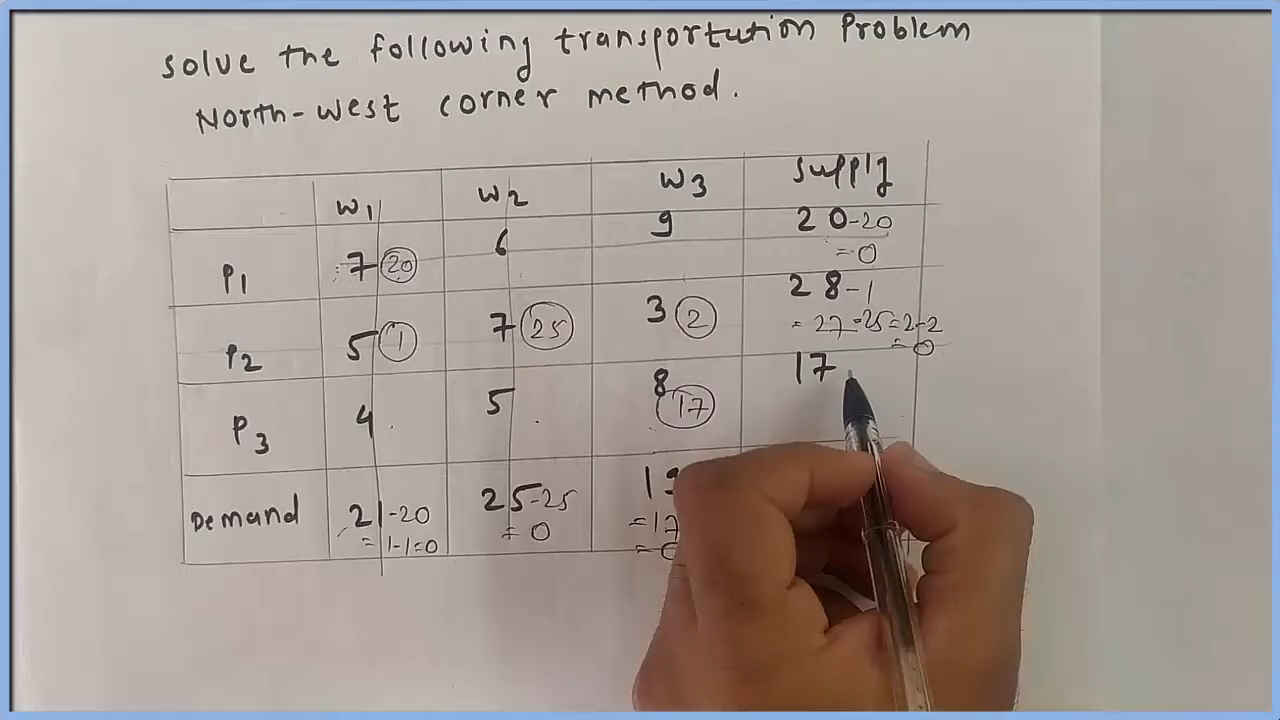 solve the following transportution Problem
North-west corner method.
W1 W2 W3 supply
P1 7 20 6 9 20-20
=0
P2 5 1 7 25 3 2 28-1
=27-25=2-2
=0
P3 4 5 8 17 17
Demand 21-20 25-25
=1-1=0 =0 =17